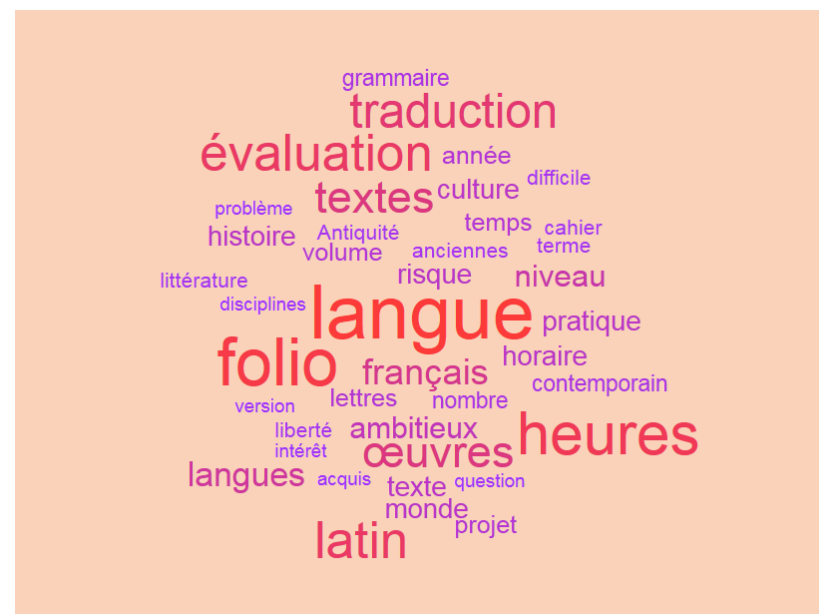 grammaire
traduction
évaluation année
difficile
textes culture
problème
temps cahier
histoire Antiquité
volume anciennes terme
risque niveau
littérature
disciplines
langue pratique
folio français horaire
contemporain
version lettres nombre
liberté ambitieux heures
intérêt œuvres
langues acquis texte question
monde
projet
latin